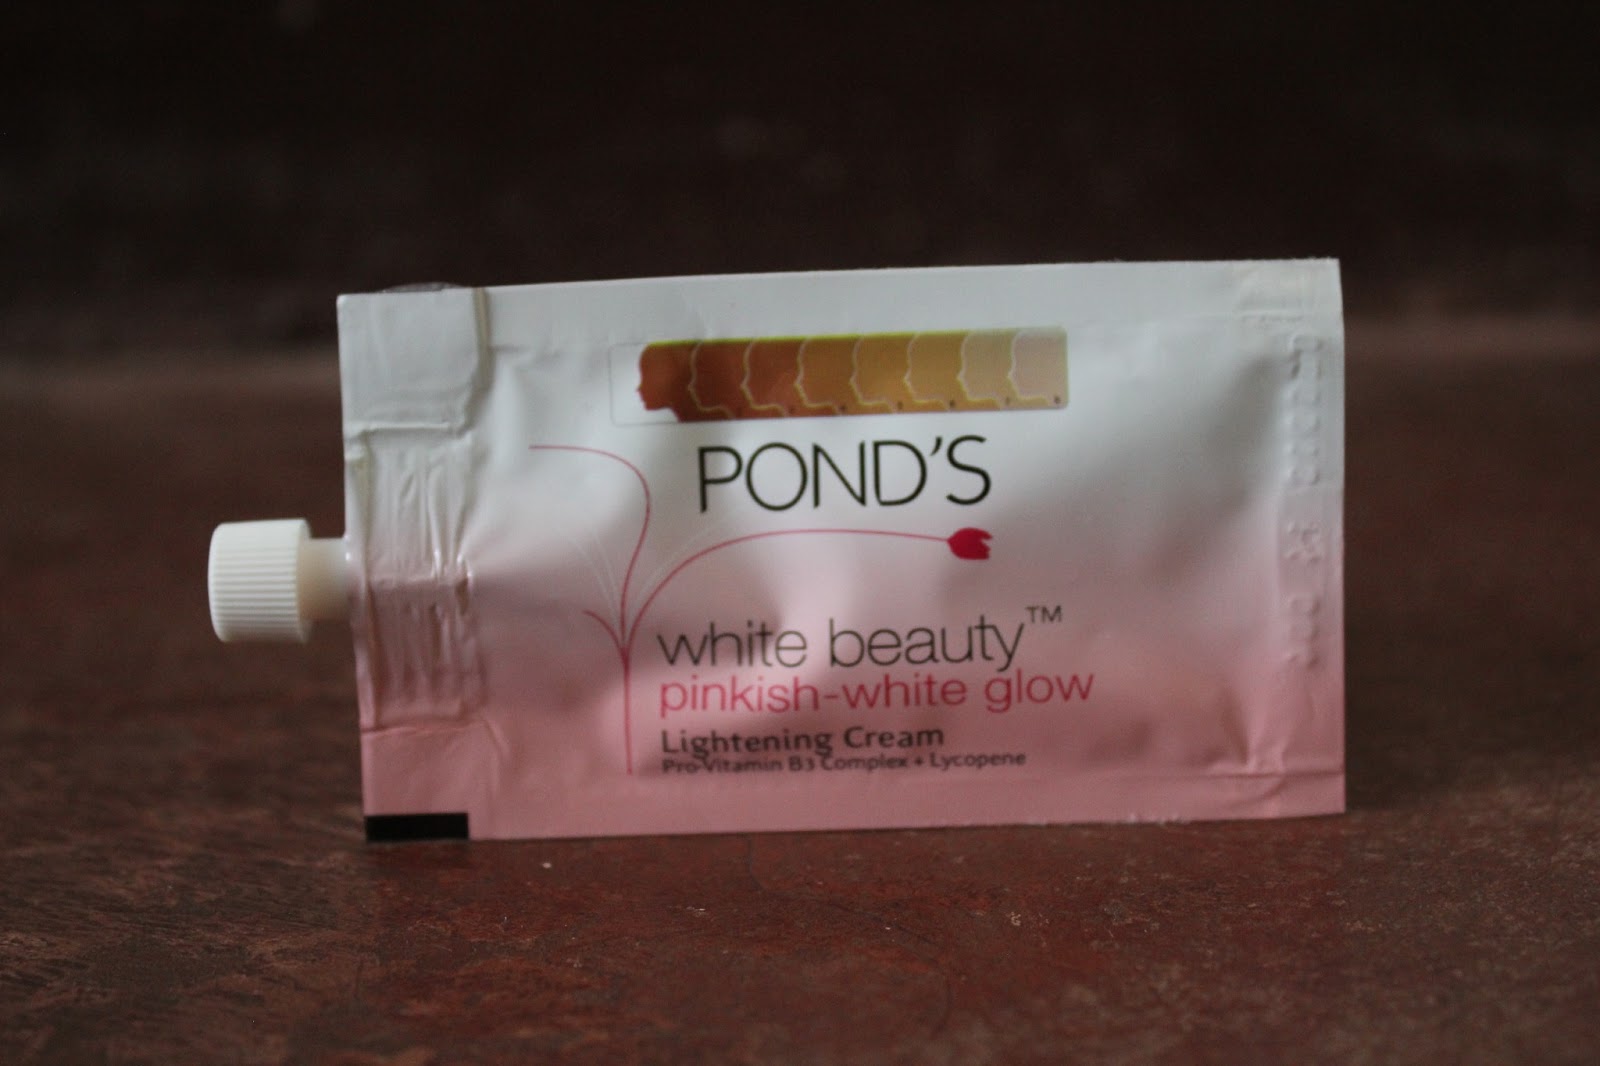 POND'S
white beauty™
pinkish-white glow
Lightening Cream
Pro-Vitamin B3 Complex + Lycopene